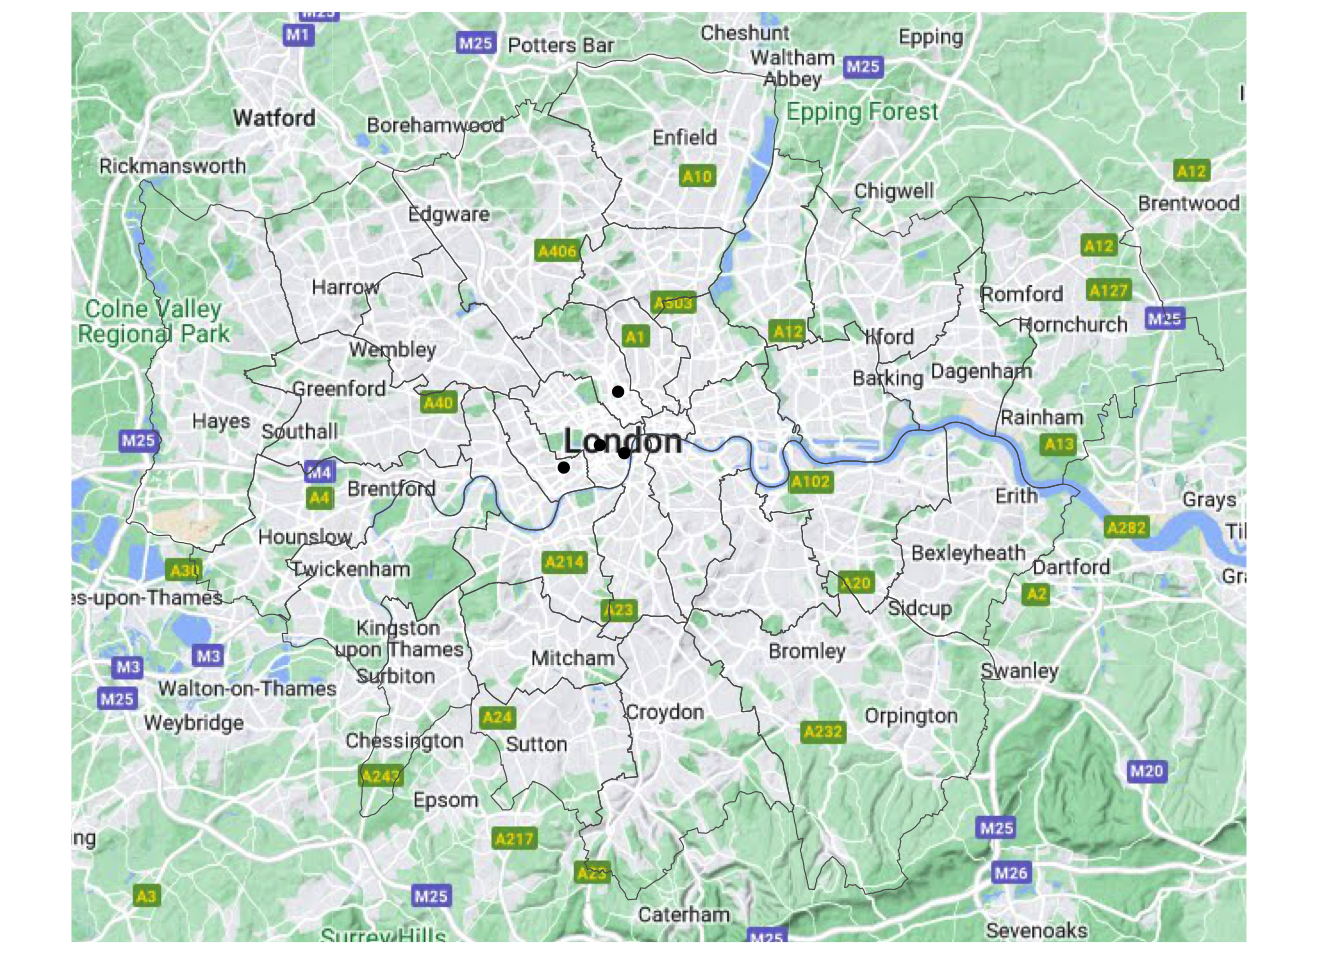 M25
M1
M25
Potters Bar
Cheshunt
Epping
Waltham
Abbey
M25
Epping Forest
Watford
Borehamwood
Enfield
Rickmansworth
A10
A12
Chigwell
Brentwood
Edgware
A406
A12
Harrow
Romford
A127
Colne Valley
Regional Park
A503
A1
A12
Ilford
Hornchurch
M25
Wembley
Greenford
Barking
Dagenham
A40
Hayes
Southall
Rainham
M25
London
A13
M4
A4
Brentford
A102
Erith
Grays
A282
Hounslow
Twickenham
A30
A214
Bexleyheath
Dartford
A20
A2
es-upon-Thames
A23
Sidcup
Kingston
upon Thames
M3
M3
Surbiton
Mitcham
Bromley
Swanley
M25
Walton-on-Thames
Weybridge
A24
Croydon
Orpington
Chessington
Sutton
A232
A243
Epsom
M20
ng
A217
M25
A23
M26
A3
M25
Caterham
Sevenoaks
Surrey Hills
M25